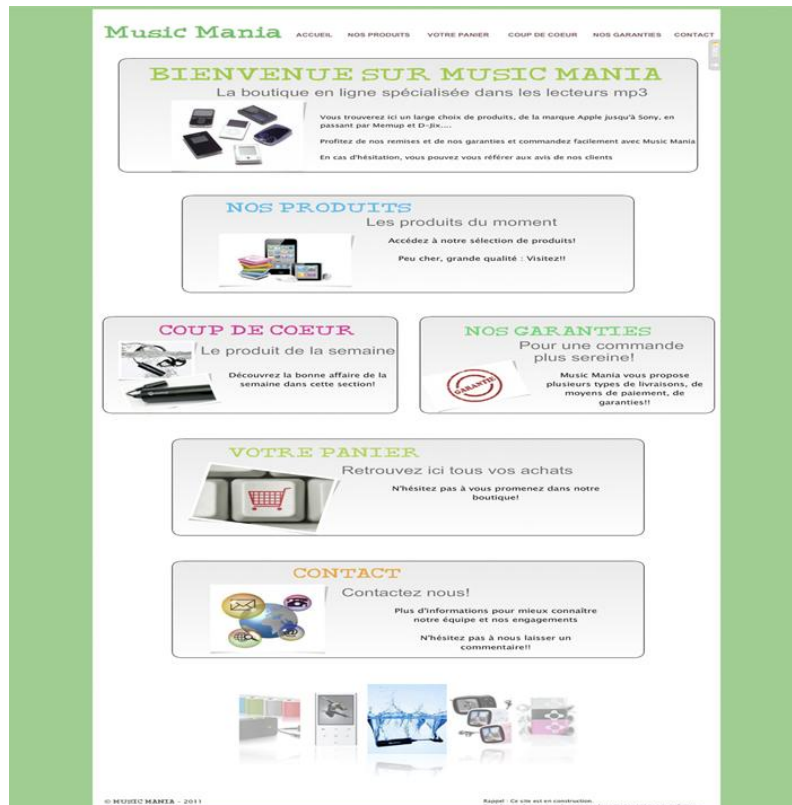 Music Mania
ACCUEIL NOS PRODUITS VOTRE PANIER COUP DE COEUR NOS GARANTIES CONTACT
BIENVENUE SUR MUSIC MANIA
La boutique en ligne spécialisée dans les lecteurs mp3
Vous trouverez ici un large choix de produits, de la marque Apple jusqu'à Sony, en
passant par Memup et D-Jix....
Profitez de nos remises et de nos garanties et commandez facilement avec Music Mania
En cas d'hésitation, vous pouvez vous référer aux avis de nos clients
NOS PRODUITS
Les produits du moment
Accédez à notre sélection de produits!
Peu cher, grande qualité : Visitez!!
COUP DE COEUR
Le produit de la semaine
Découvrez la bonne affaire de la
semaine dans cette section!
NOS GARANTIES
Pour une commande
plus sereine!
GARANTIE
Music Mania vous propose
plusieurs types de livraisons, de
moyens de paiement, de
garanties!!
VOTRE PANIER
Retrouvez ici tous vos achats
N'hésitez pas à vous promenez dans notre
boutique!
CONTACT
Contactez nous!
Plus d'informations pour mieux connaître
notre équipe et nos engagements
N'hésitez pas à nous laisser un
commentaire!!
© MUSIC MANIA - 2011
Rappel : Ce site est en construction.